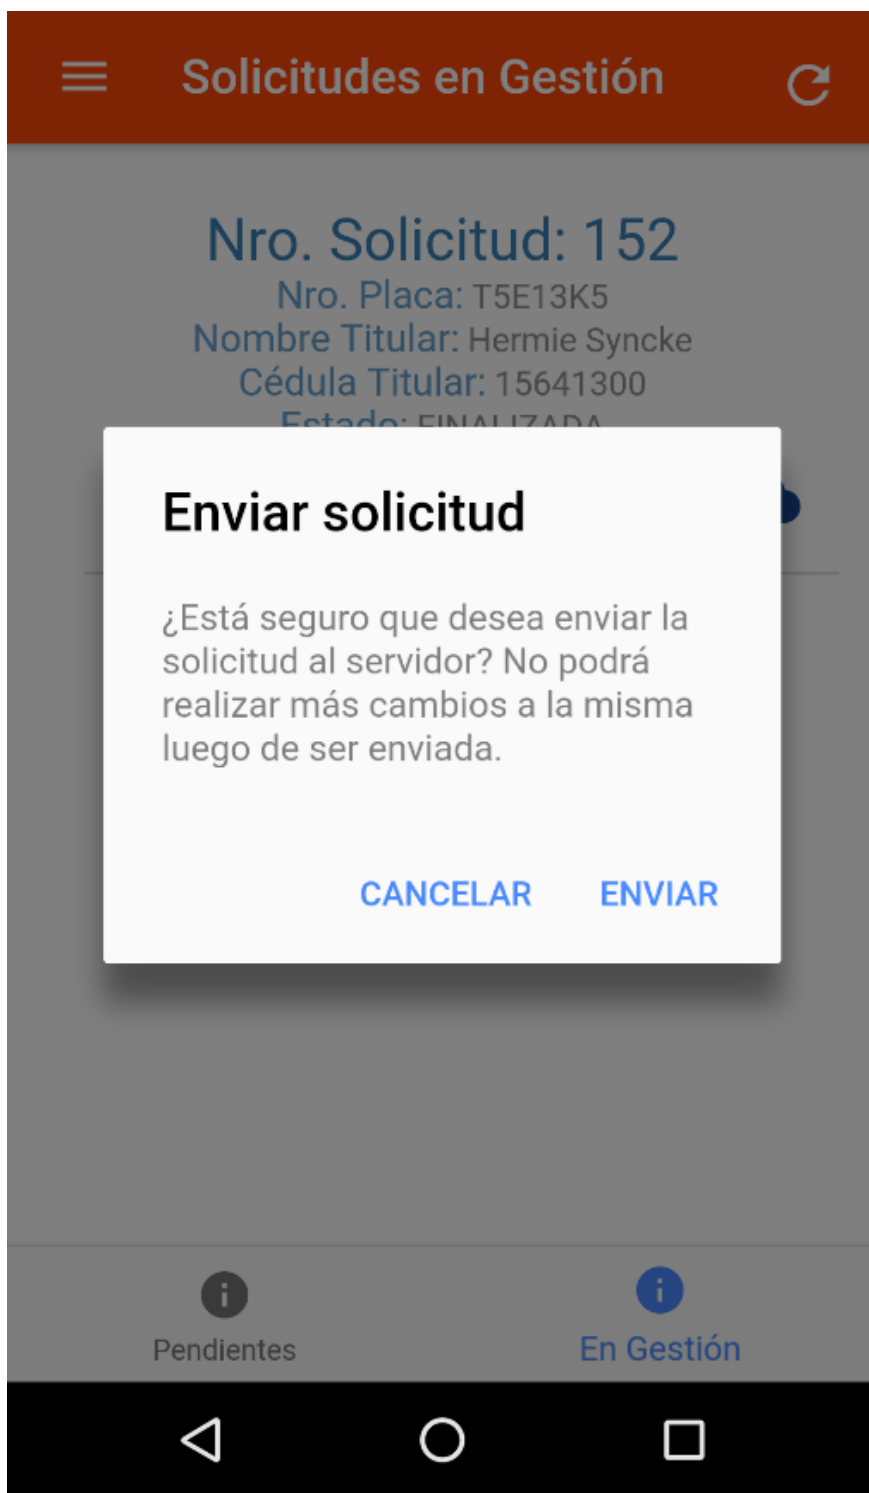 Solicitudes en Gestión
Nro. Solicitud: 152
Nro. Placa: T5E13K5
Nombre Titular: Hermie Syncke
Cédula Titular: 15641300
Estado: FINALIZADA
Enviar solicitud
¿Está seguro que desea enviar la
solicitud al servidor? No podrá
realizar más cambios a la misma
luego de ser enviada.
CANCELAR ENVIAR
Pendientes En Gestión